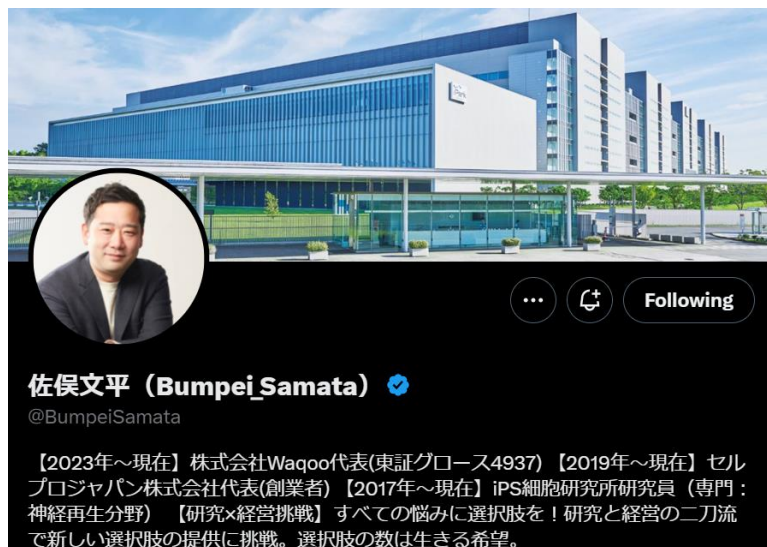 Following
佐俣文平（Bumpei_Samata）
@BumpeiSamata
【2023年～現在】株式会社Waqoo代表(東証グロース4937) 【2019年～現在】セル
プロジャパン株式会社代表(創業者) 【2017年～現在】iPS細胞研究所研究員（専門：
神経再生分野） 【研究×経営挑戦】すべての悩みに選択肢を！研究と経営の二刀流
で新しい選択肢の提供に挑戦。選択肢の数は生きる希望。